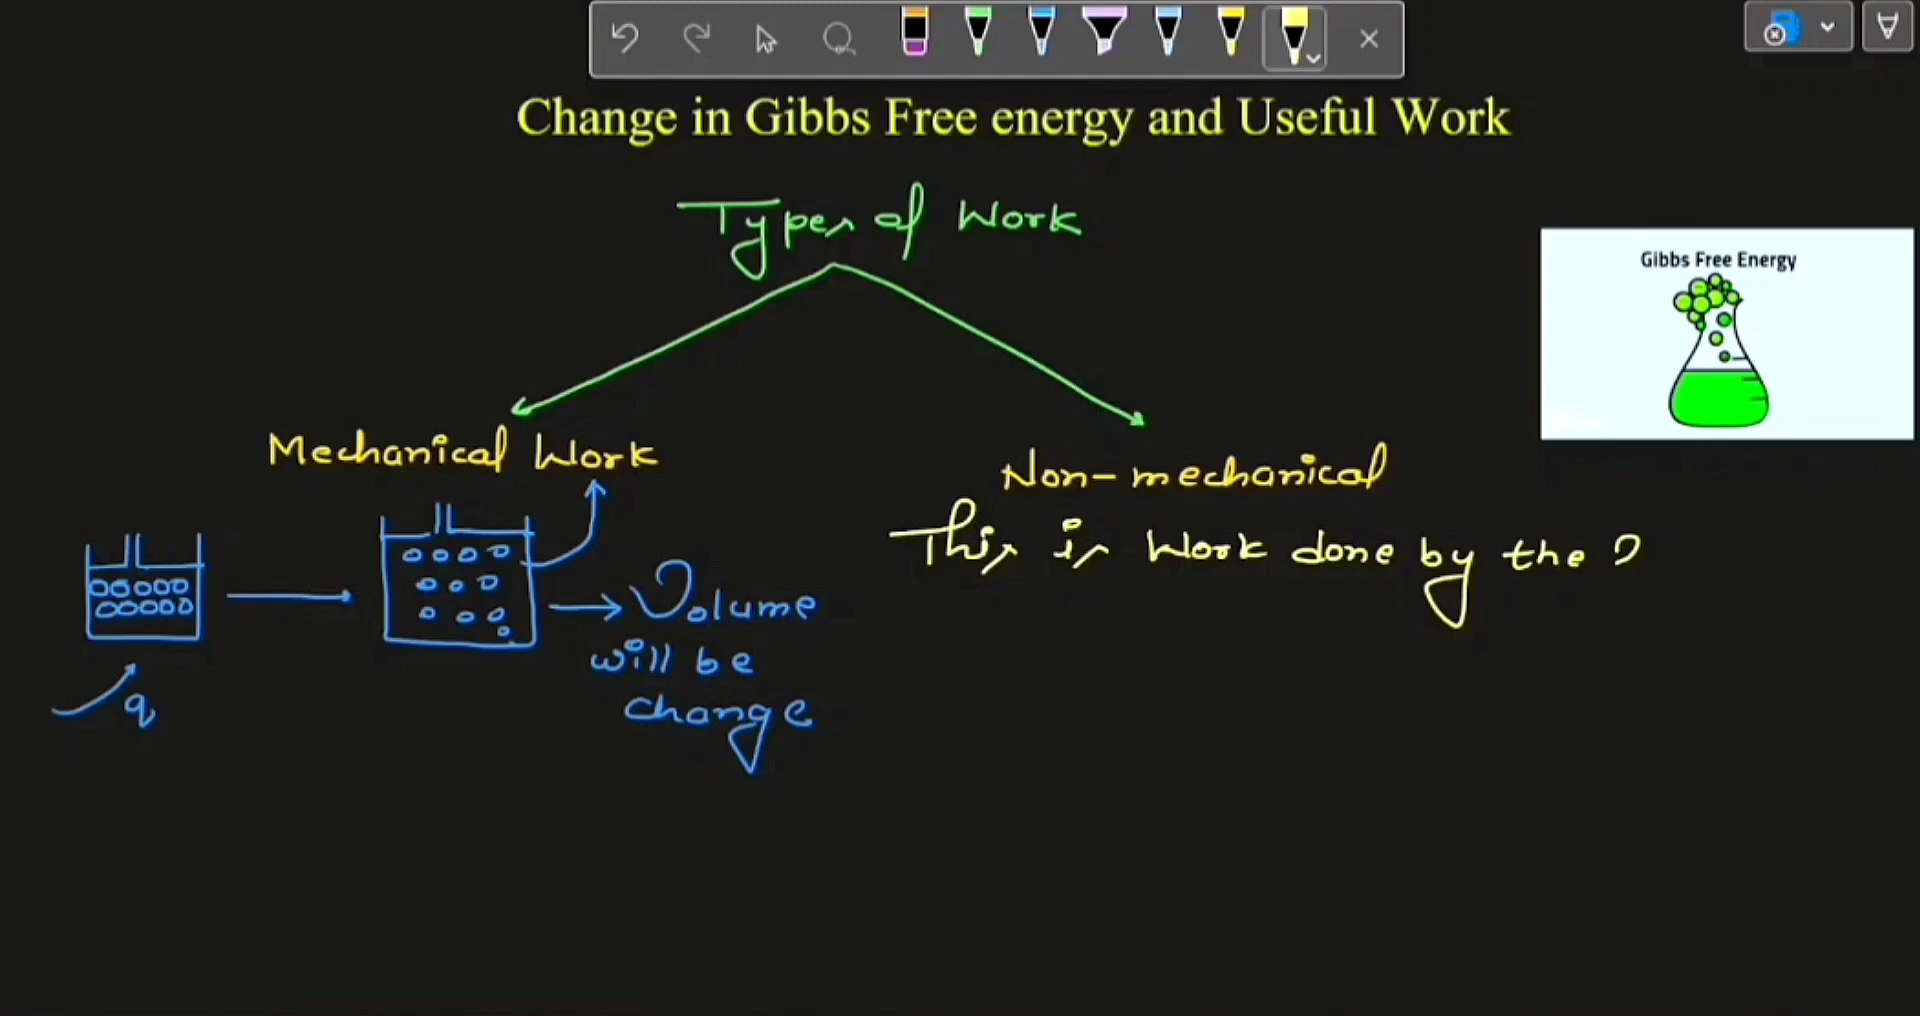 Change in Gibbs Free energy and Useful Work
Types of Work
Gibbs Free Energy
Mechanical Work
Non-mechanical
This is work done by the
Volume
will be
change
q